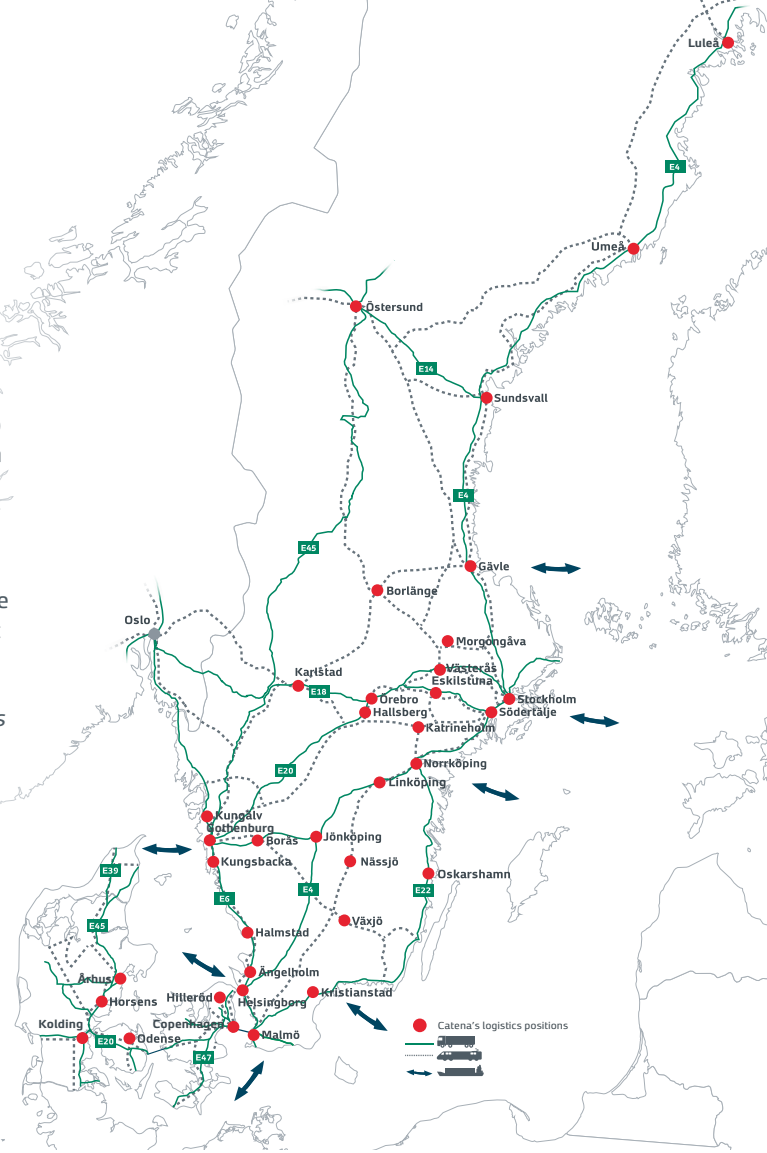 Luleå
E4
Umeå
Östersund
E14
Sundsvall
E4
E45
Gävle
Borlänge
e
Oslo
Morgongåva
Västerås
Karlstad
Eskilstuna
E18
Örebro
Stockholm
Hallsberg
Södertälje
s
Katrineholm
Norrköping
E20
Linköping
Kungälv
Gothenburg
Borås
Jönköping
Kungsbacka
Nässjö
E39
Oskarshamn
E4
E22
E6
E45
Växjö
Halmstad
Ängelholm
Århus
Kristianstad
Hilleröd
Horsens
Helsingborg
Kolding
Copenhagen
Catena's logistics positions
Malmö
E20
Odense
E47